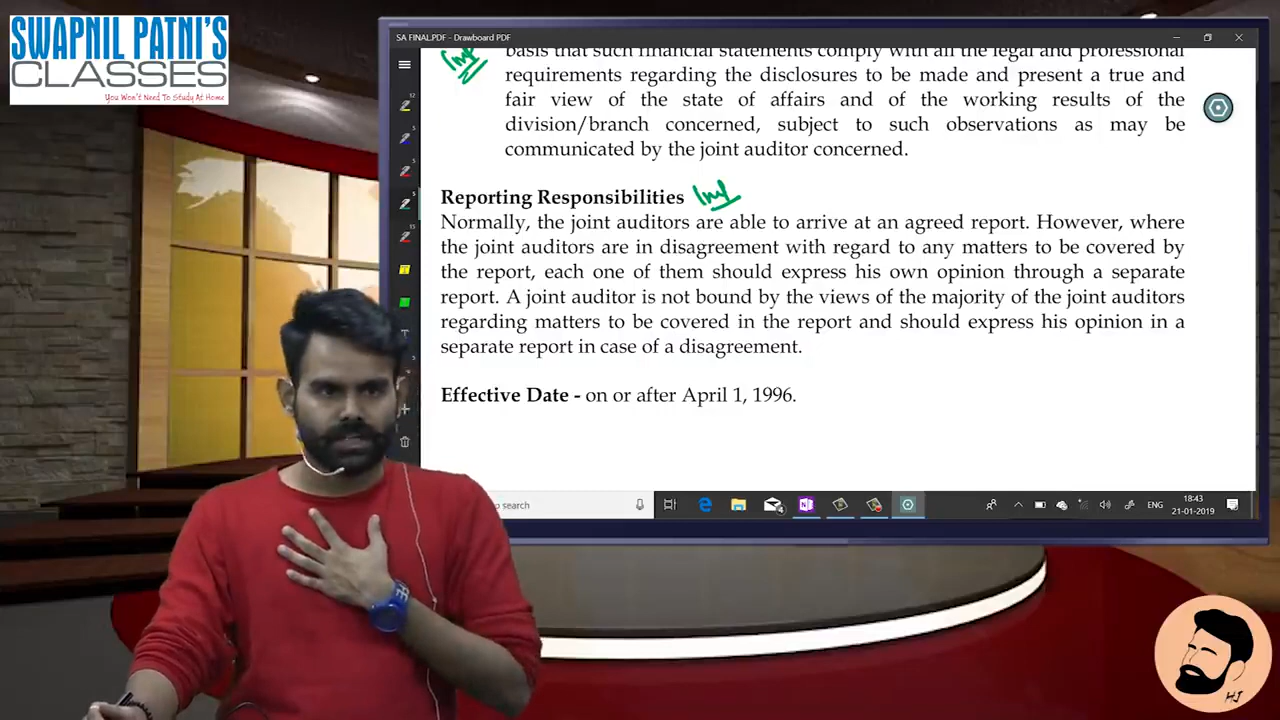 SWAPNIL PATNI'S
CLASSES
You Won't Need To Study At Home
SA FINAL.PDF - Drawboard PDF
Imp
basis that such financial statements comply with all the legal and professional
requirements regarding the disclosures to be made and present a true and
fair view of the state of affairs and of the working results of the
division/branch concerned, subject to such observations as may be
communicated by the joint auditor concerned.
Reporting Responsibilities Imp
Normally, the joint auditors are able to arrive at an agreed report. However, where
the joint auditors are in disagreement with regard to any matters to be covered by
the report, each one of them should express his own opinion through a separate
report. A joint auditor is not bound by the views of the majority of the joint auditors
regarding matters to be covered in the report and should express his opinion in a
separate report in case of a disagreement.
Effective Date - on or after April 1, 1996.
o search
ENG
18:43
21-01-2019
HJ